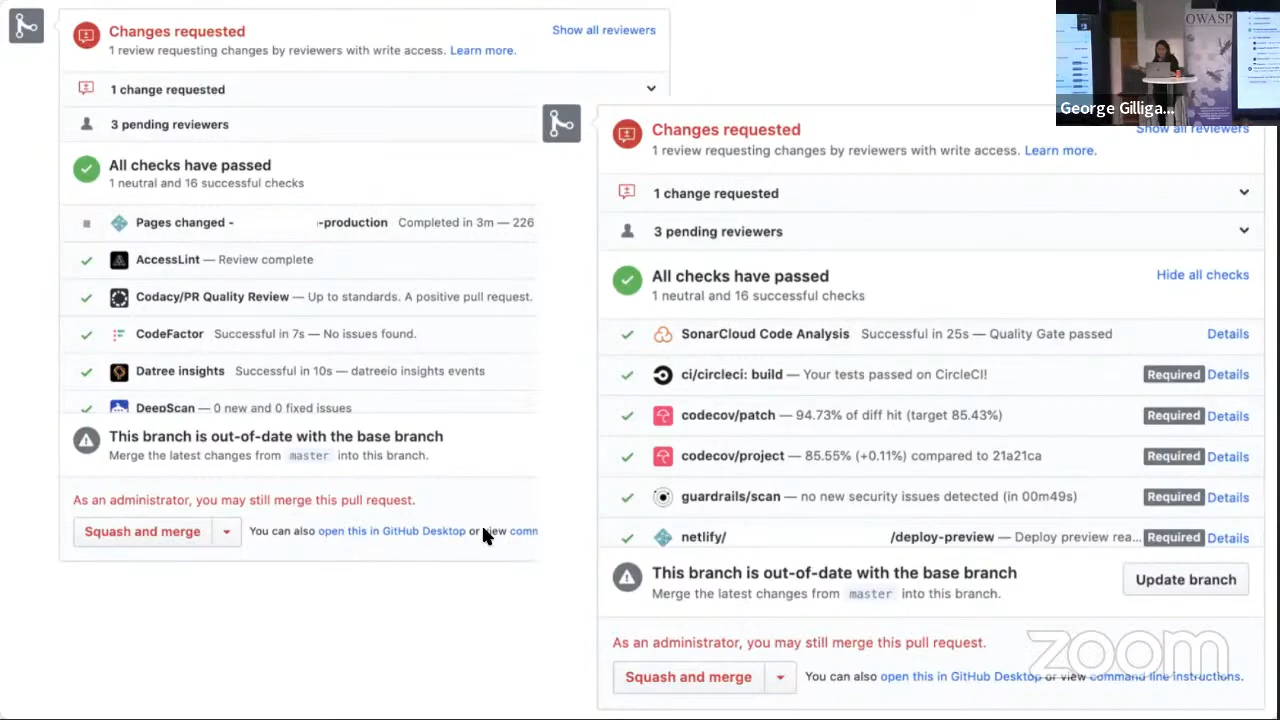 Changes requested
Show all reviewers
1 review requesting changes by reviewers with write access. Learn more.
1 change requested
3 pending reviewers
All checks have passed
1 neutral and 16 successful checks
Pages changed - -production Completed in 3m — 226
AccessLint — Review complete
Codacy/PR Quality Review — Up to standards. A positive pull request.
CodeFactor Successful in 7s — No issues found.
Datree insights Successful in 10s — datreeio insights events
DeepScan — 0 new and 0 fixed issues
This branch is out-of-date with the base branch
Merge the latest changes from master into this branch.
As an administrator, you may still merge this pull request.
Squash and merge
You can also open this in GitHub Desktop or view comm
OWASP
George Gilliga...
Changes requested
Show all reviewers
1 review requesting changes by reviewers with write access. Learn more.
1 change requested
3 pending reviewers
All checks have passed
Hide all checks
1 neutral and 16 successful checks
SonarCloud Code Analysis Successful in 25s — Quality Gate passed Details
ci/circleci: build — Your tests passed on CircleCI! Required Details
codecov/patch — 94.73% of diff hit (target 85.43%) Required Details
codecov/project — 85.55% (+0.11%) compared to 21a21ca Required Details
guardrails/scan — no new security issues detected (in 00m49s) Required Details
netlify/ /deploy-preview — Deploy preview rea... Required Details
This branch is out-of-date with the base branch
Merge the latest changes from master into this branch.
Update branch
As an administrator, you may still merge this pull request.
Squash and merge
You can also open this in GitHub Desktop or view command line instructions.
zoom